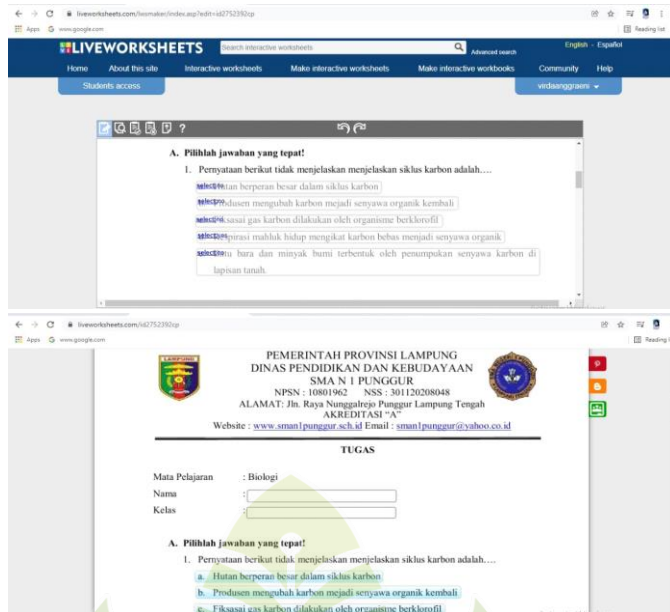 liveworksheets.com/wsmaker/index.asp?edit=id2752392cp
Apps www.google.com Reading list
LIVEWORKSHEETS Search interactive worksheets Advanced search English - Español
Home About this site Interactive worksheets Make interactive worksheets Make interactive workbooks Community Help
Students access virdaanggraeni
?
A. Pilihlah jawaban yang tepat!
1. Pernyataan berikut tidak menjelaskan menjelaskan siklus karbon adalah….
select:no Hutan berperan besar dalam siklus karbon
Produsen mengubah karbon mejadi senyawa organik kembali
Fiksasai gas karbon dilakukan oleh organisme berklorofil
mahluk hidup mengikat karbon bebas menjadi senyawa organik
bara dan minyak bumi terbentuk oleh penumpukan senyawa karbon di
lapisan tanah.
liveworksheets.com/id2752392cp
Apps www.google.com Reading
LAMPUNG
PEMERINTAH PROVINSI LAMPUNG
DINAS PENDIDIKAN DAN KEBUDAYAAN
SMA N 1 PUNGGUR
NPSN : 10801962 NSS : 301120208048
ALAMAT: Jln. Raya Nunggalrejo Punggur Lampung Tengah
AKREDITASI “A”
Website : www.sman1punggur.sch.id Email : sman1punggur@yahoo.co.id
TUGAS
Mata Pelajaran : Biologi
Nama :
Kelas :
A. Pilihlah jawaban yang tepat!
1. Pernyataan berikut tidak menjelaskan menjelaskan siklus karbon adalah….
a. Hutan berperan besar dalam siklus karbon
b. Produsen mengubah karbon mejadi senyawa organik kembali
c. Fiksasai gas karbon dilakukan oleh organisme berklorofil